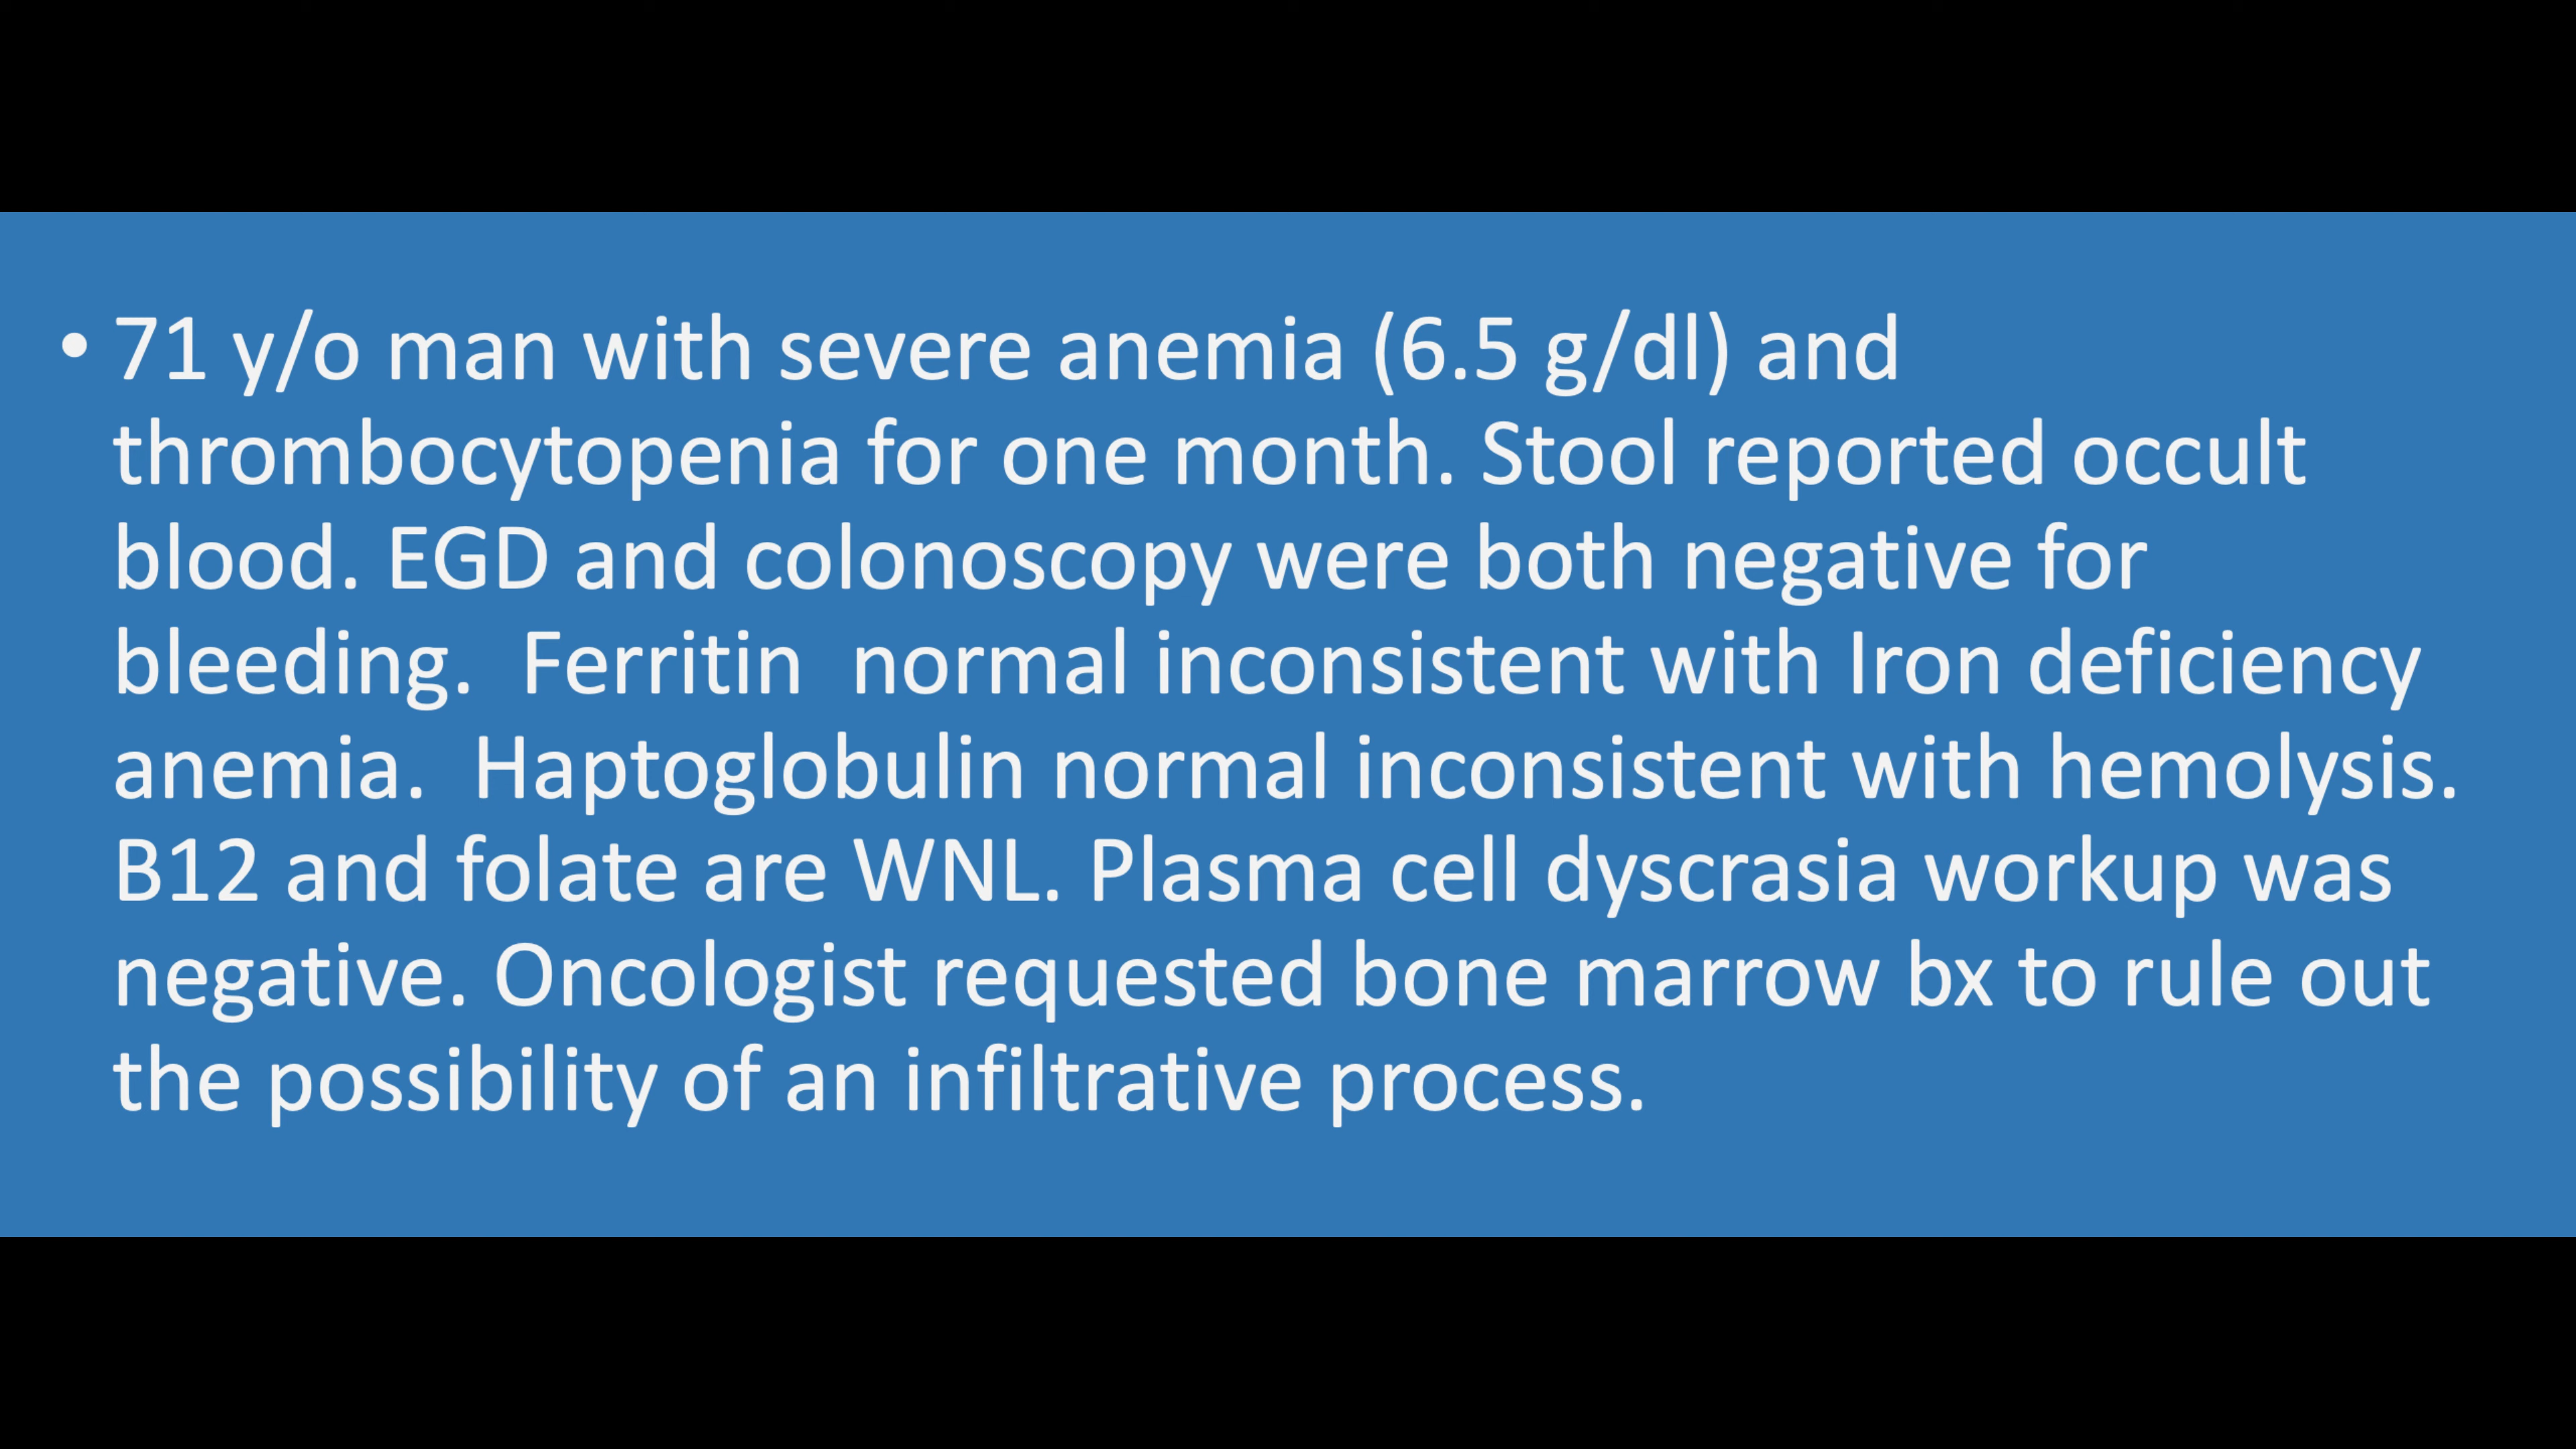 • 71 y/o man with severe anemia (6.5 g/dl) and
thrombocytopenia for one month. Stool reported occult
blood. EGD and colonoscopy were both negative for
bleeding.  Ferritin  normal inconsistent with Iron deficiency
anemia.  Haptoglobulin normal inconsistent with hemolysis.
B12 and folate are WNL. Plasma cell dyscrasia workup was
negative. Oncologist requested bone marrow bx to rule out
the possibility of an infiltrative process.